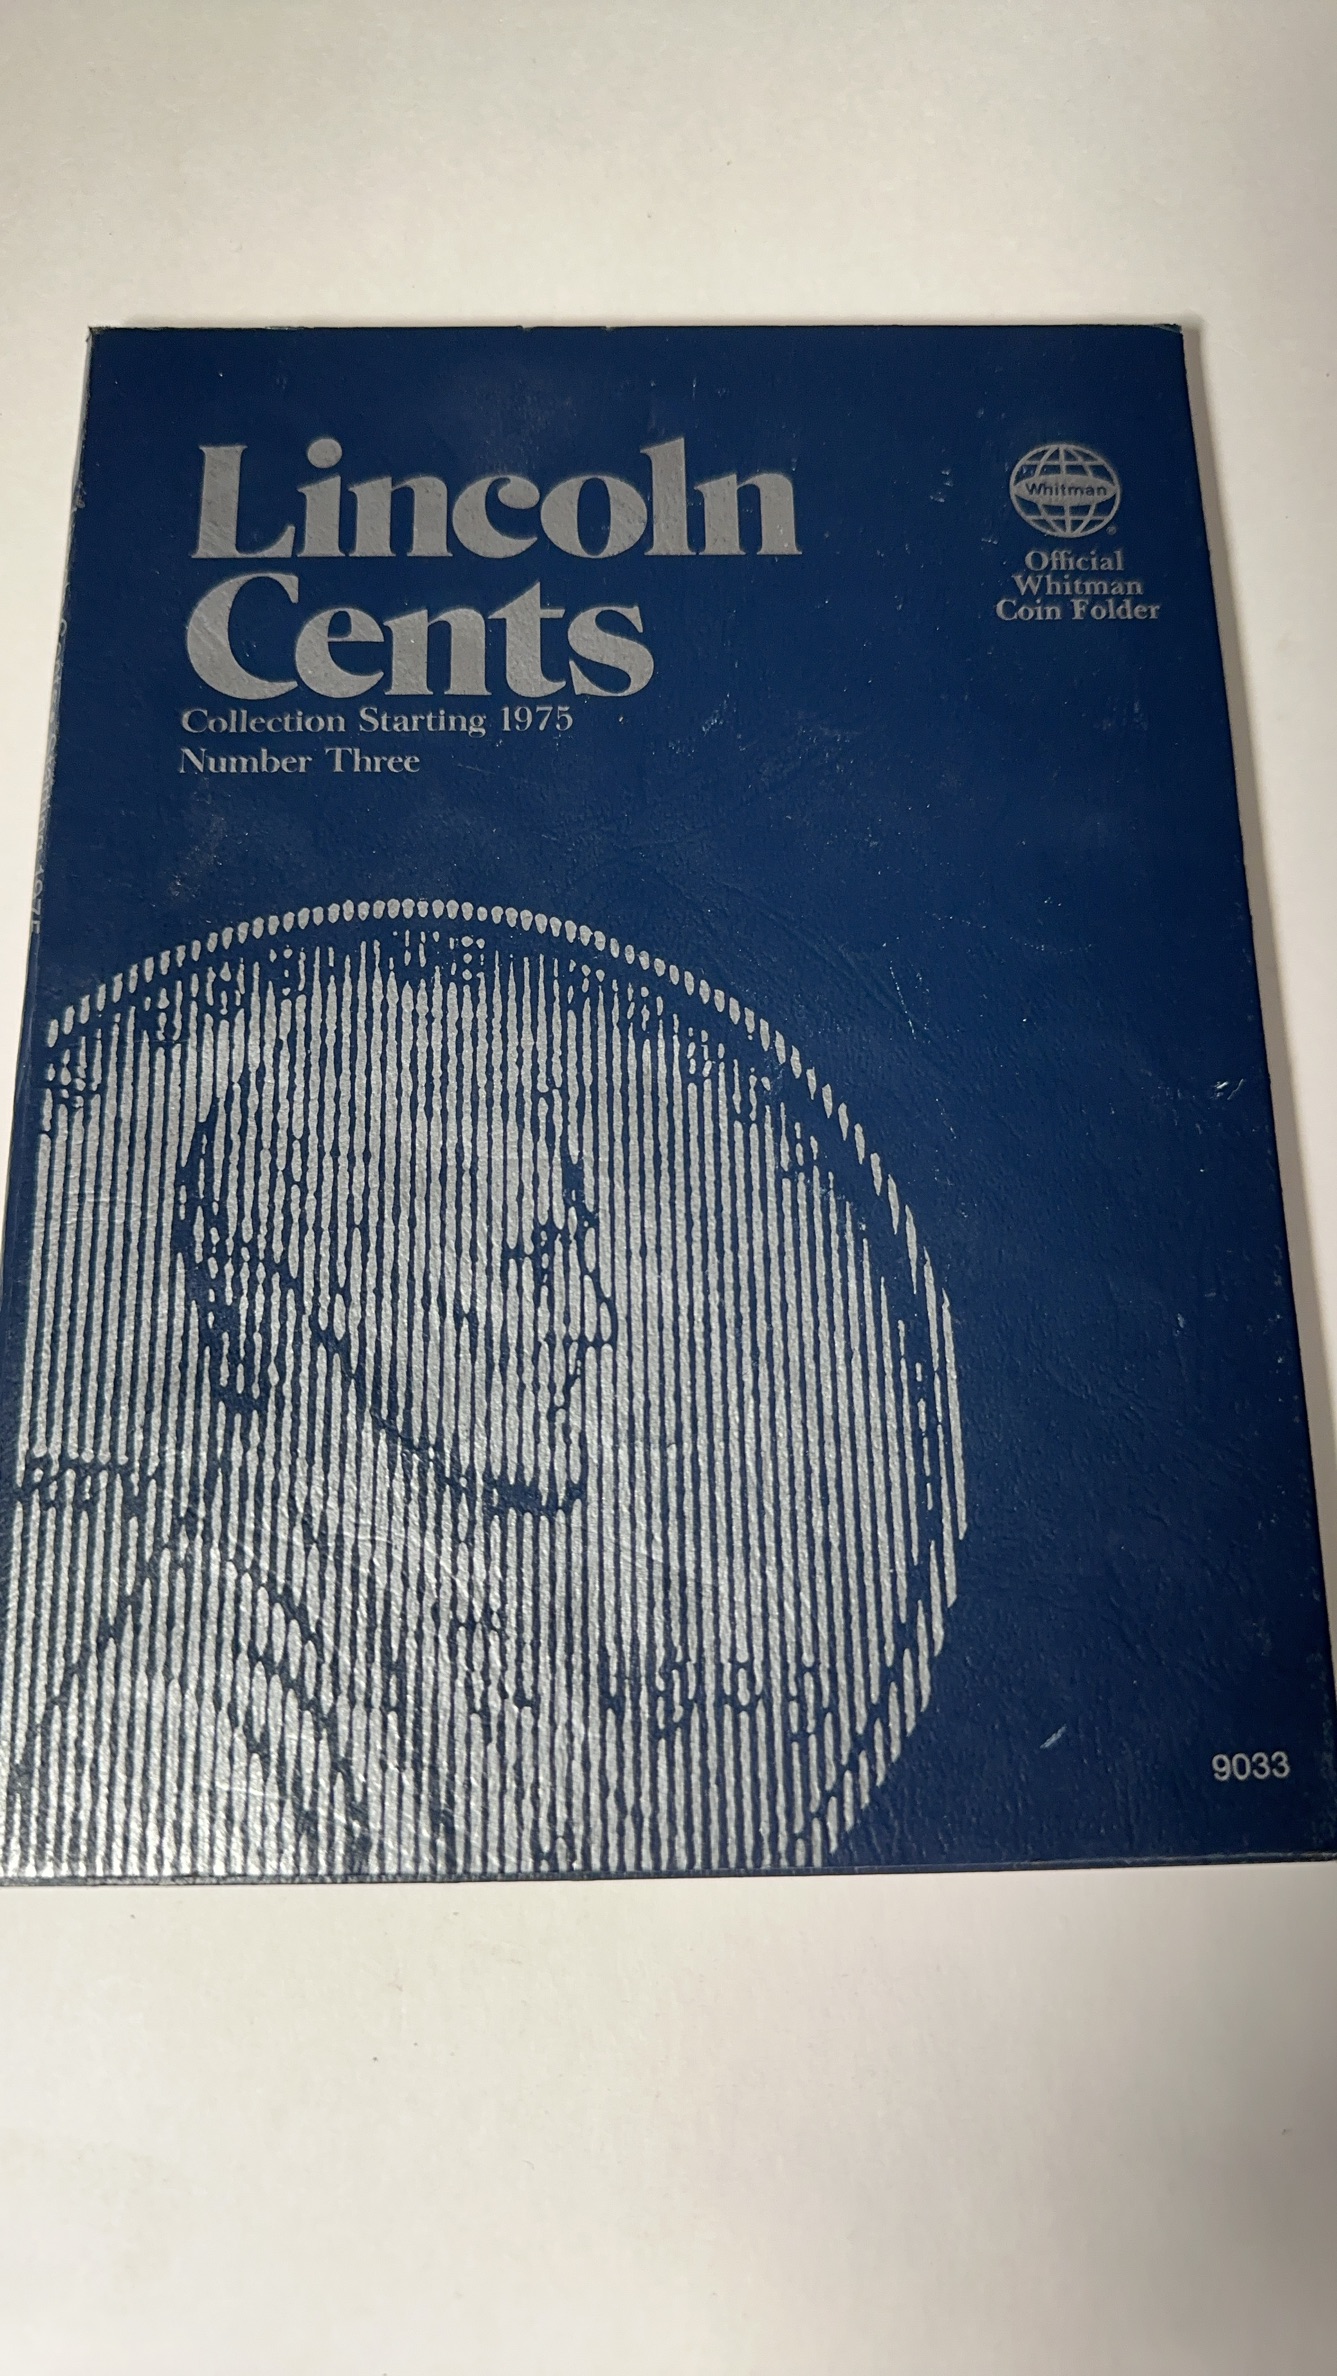 Lincoln
Cents
Collection Starting 1975
Number Three
Whitman
®
Official
Whitman
Coin Folder
9033